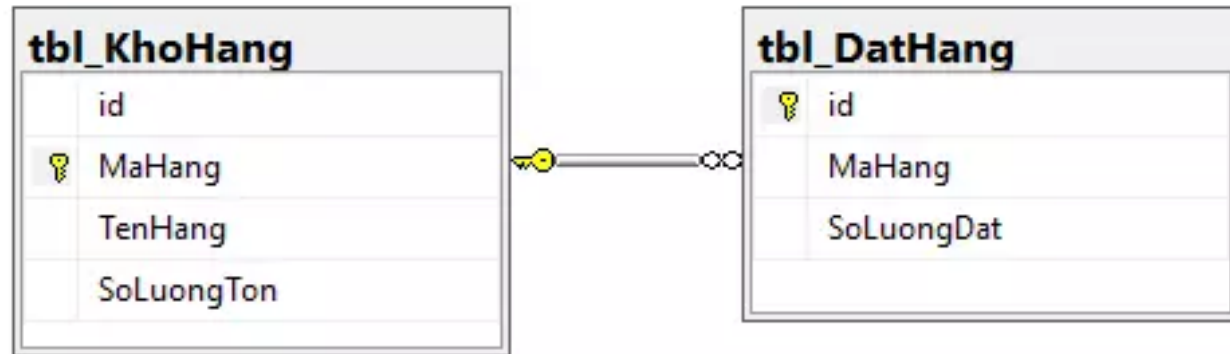 tbl_KhoHang
id
MaHang
TenHang
SoLuongTon
tbl_DatHang
id
MaHang
SoLuongDat